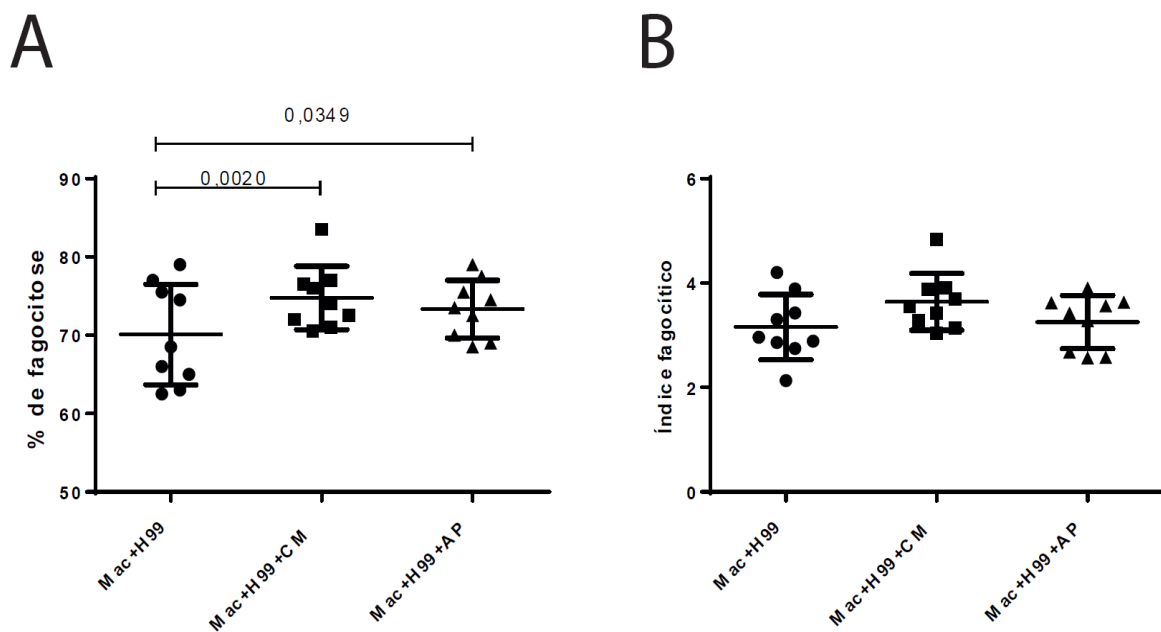 A
0,0349
0,0020
% de fagocitose
90
80
70
60
50
Mac+H99
Mac+H99+CM
Mac+H99+AP
B
índice fagocítico
6
4
2
0
Mac+H99
Mac+H99+CM
Mac+H99+AP